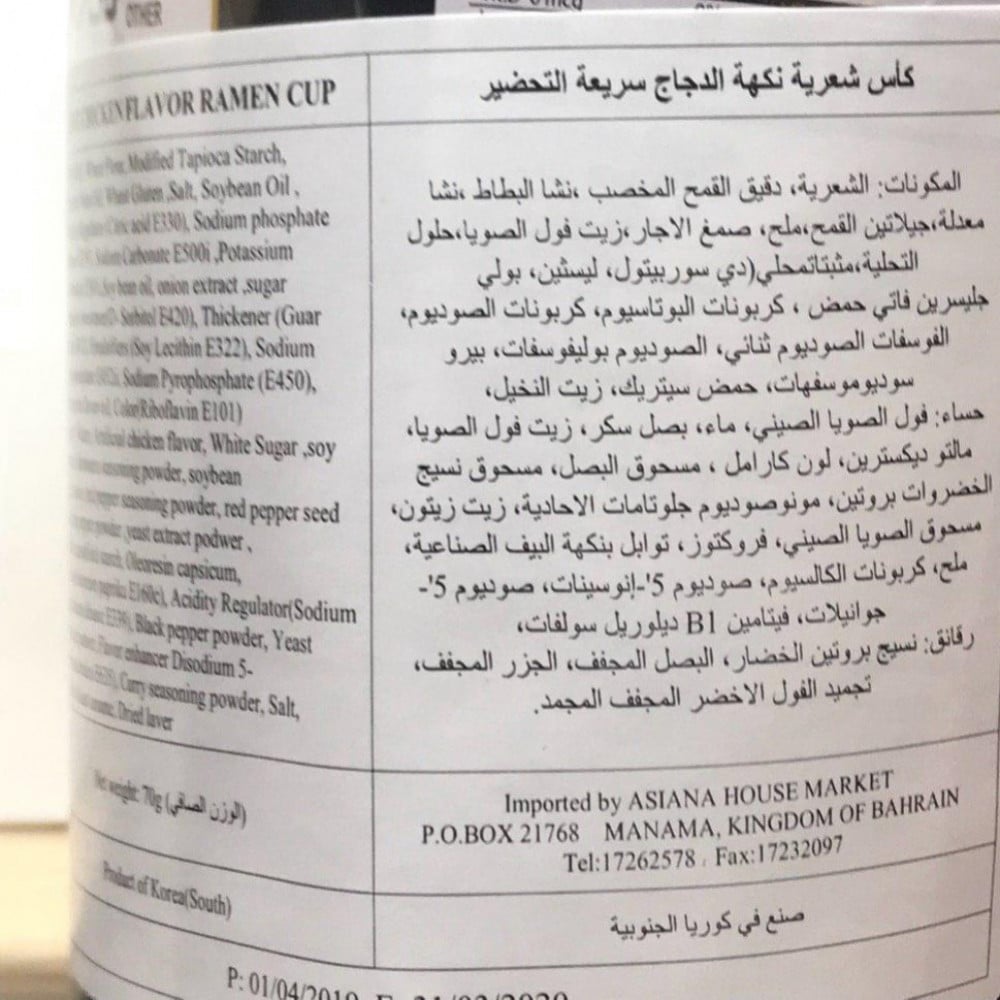 OTHER
FLAVOR RAMEN CUP
كأس شعرية نكهة الدجاج سريعة التحضير
Modified Tapioca Starch,
Wheat Gluten ,Salt, Soybean Oil ,
acid E330), Sodium phosphate
Carbonate E500i ,Potassium
oil, onion extract ,sugar
Sorbitol E420), Thickener (Guar
(Soy Lecithin E322), Sodium
Sodium Pyrophosphate (E450),
Color/Riboflavin E101)
chicken flavor, White Sugar ,soy
seasoning powder, soybean
pepper seasoning powder, red pepper seed
powder, yeast extract podwer ,
starch, Oleoresin capsicum,
paprika E160c), Acidity Regulator(Sodium
Black pepper powder, Yeast
Flavor enhancer Disodium 5-
Curry seasoning powder, Salt,
Dried laver
المكونات: الشعرية، دقيق القمح المخصب ،نشا البطاط ،نشا
معدلة،جيلاتين القمح،ملح، صمغ الاجار،زيت فول الصويا،حلول
التحلية،مثبتاتمحلي(دي سوربيتول، ليسثين، بولي
جليسرين فاتي حمض ، كربونات البوتاسيوم، كربونات الصوديوم،
الفوسفات الصوديوم ثنائي، الصوديوم بوليفوسفات، بيرو
سوديوموسفهات، حمض سيتريك، زيت النخيل،
حساء: فول الصويا الصيني، ماء، بصل سكر ، زيت فول الصويا،
مالتو ديكسترين، لون كارامل ، مسحوق البصل، مسحوق نسيج
الخضروات بروتين، مونوصوديوم جلوتامات الاحادية، زيت زيتون،
مسحوق الصويا الصيني، فروكتوز، توابل بنكهة البيف الصناعية،
ملح، كربونات الكالسيوم، صوديوم 5'-إنوسينات، صوديوم 5'-
جوانيلات، فيتامين B1 ديلوريل سولفات،
رقائق: نسيج بروتين الخضار، البصل المجفف، الجزر المجفف،
تجميد الفول الاخضر المجفف المجمد.
Net weight: 70g (الوزن الصافي)
Imported by ASIANA HOUSE MARKET
P.O.BOX 21768 MANAMA, KINGDOM OF BAHRAIN
Tel:17262578 , Fax:17232097
Product of Korea(South)
صنع في كوريا الجنوبية
P: 01/04/2019